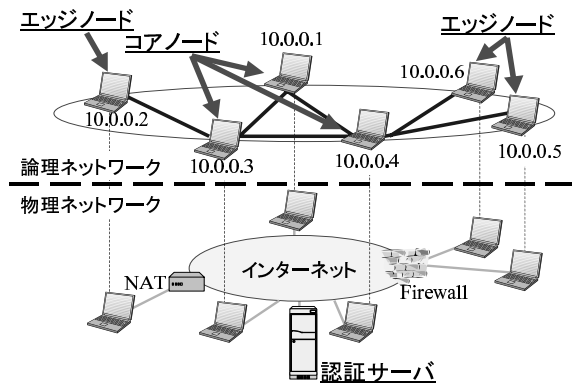 エッジノード
コアノード
10.0.0.1
エッジノード
10.0.0.6
10.0.0.2
10.0.0.3
10.0.0.4
10.0.0.5
論理ネットワーク
物理ネットワーク
インターネット
NAT
Firewall
認証サーバ